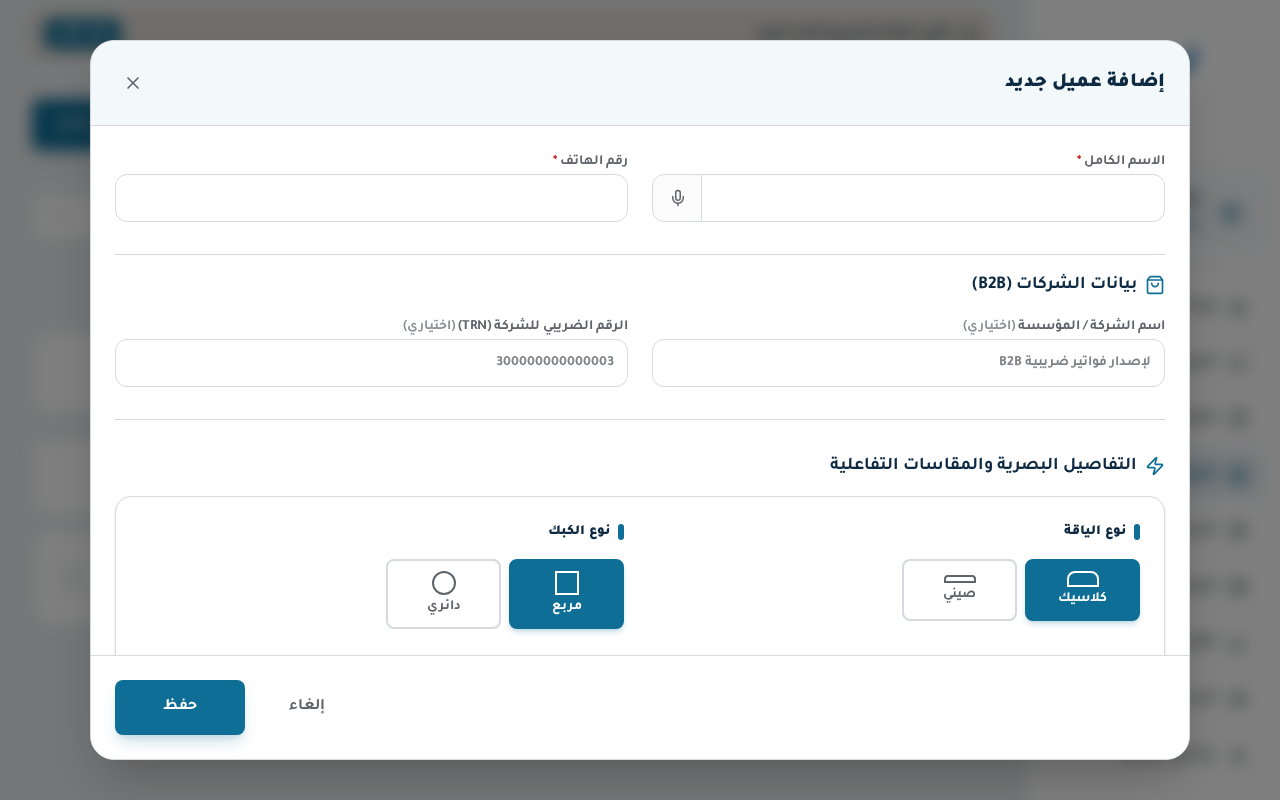 إضافة عميل جديد
الاسم الكامل *
رقم الهاتف *
بيانات الشركات (B2B)
اسم الشركة / المؤسسة (اختياري)
الرقم الضريبي للشركة (TRN) (اختياري)
لإصدار فواتير ضريبية B2B
300000000000003
التفاصيل البصرية والمقاسات التفاعلية
نوع الياقة
نوع الكبك
كلاسيك
صيني
مربع
دائري
إلغاء
حفظ